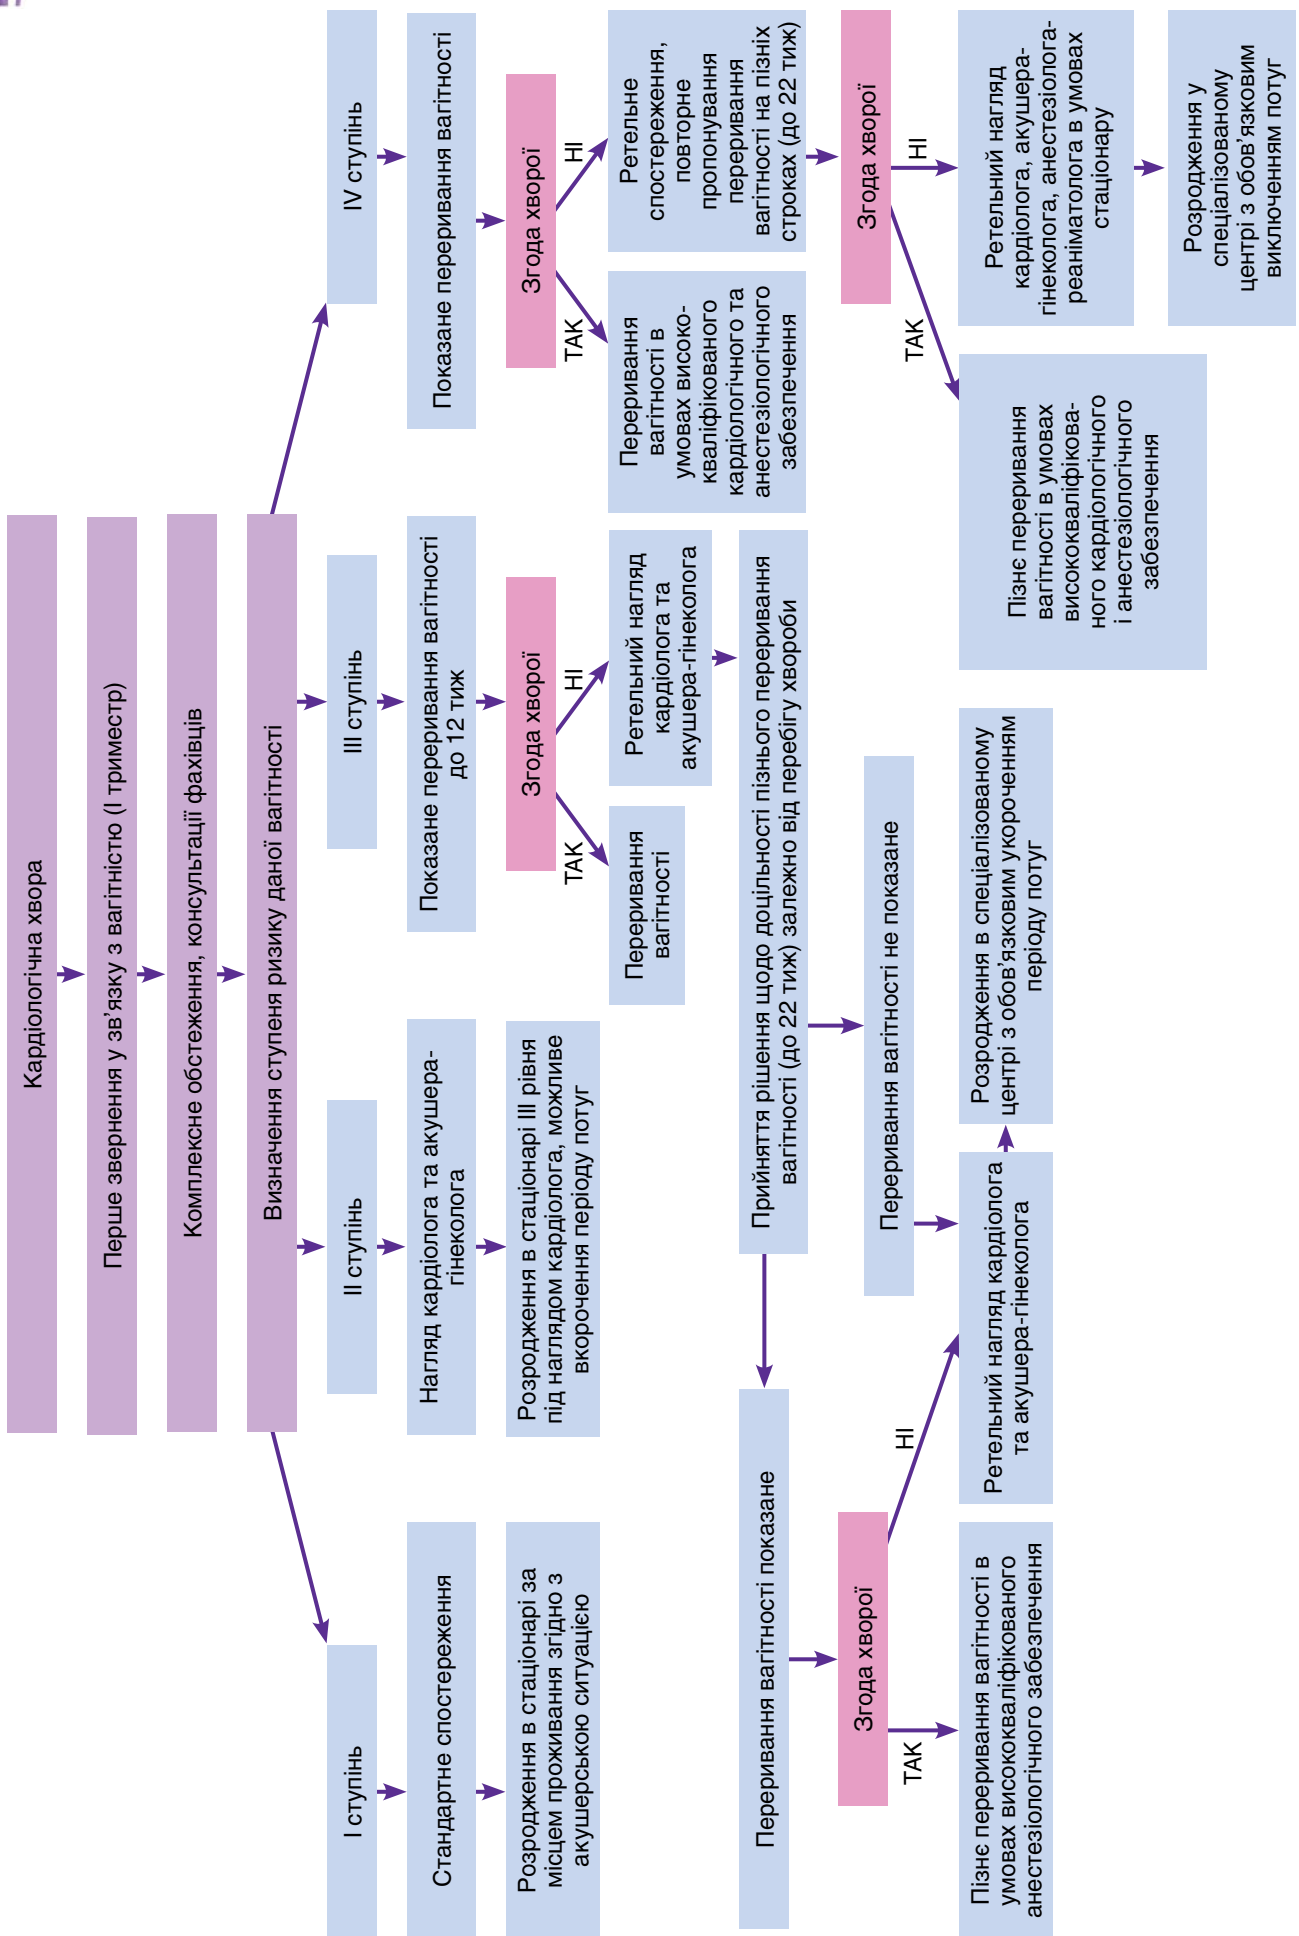 Кардіологічна хвора
Перше звернення у зв’язку з вагітністю (І триместр)
Комплексне обстеження, консультації фахівців
Визначення ступеня ризику даної вагітності
І ступінь
ІІ ступінь
ІІІ ступінь
IV ступінь
Стандартне спостереження
Нагляд кардіолога та акушера-
гінеколога
Показане переривання вагітності
до 12 тиж
Показане переривання вагітності
Розродження в стаціонарі за
місцем проживання згідно з
акушерською ситуацією
Розродження в стаціонарі ІІІ рівня
під наглядом кардіолога, можливе
вкорочення періоду потуг
Згода хворої
Згода хворої
ТАК
НІ
ТАК
НІ
Переривання
вагітності
Ретельний нагляд
кардіолога та
акушера-гінеколога
Переривання
вагітності в
умовах високо-
кваліфікованого
кардіологічного та
анестезіологічного
забезпечення
Ретельне
спостереження,
повторне
пропонування
переривання
вагітності на пізніх
строках (до 22 тиж)
Прийняття рішення щодо доцільності пізнього переривання
вагітності (до 22 тиж) залежно від перебігу хвороби
Переривання вагітності показане
Переривання вагітності не показане
Згода хворої
Згода хворої
ТАК
НІ
ТАК
НІ
Пізнє переривання вагітності в
умовах висококваліфікованого
анестезіологічного забезпечення
Ретельний нагляд кардіолога
та акушера-гінеколога
Розродження в спеціалізованому
центрі з обов’язковим укороченням
періоду потуг
Пізнє переривання
вагітності в умовах
висококваліфікова-
ного кардіологічного
і анестезіологічного
забезпечення
Ретельний нагляд
кардіолога, акушера-
гінеколога, анестезіолога-
реаніматолога в умовах
стаціонару
Розродження у
спеціалізованому
центрі з обов’язковим
виключенням потуг